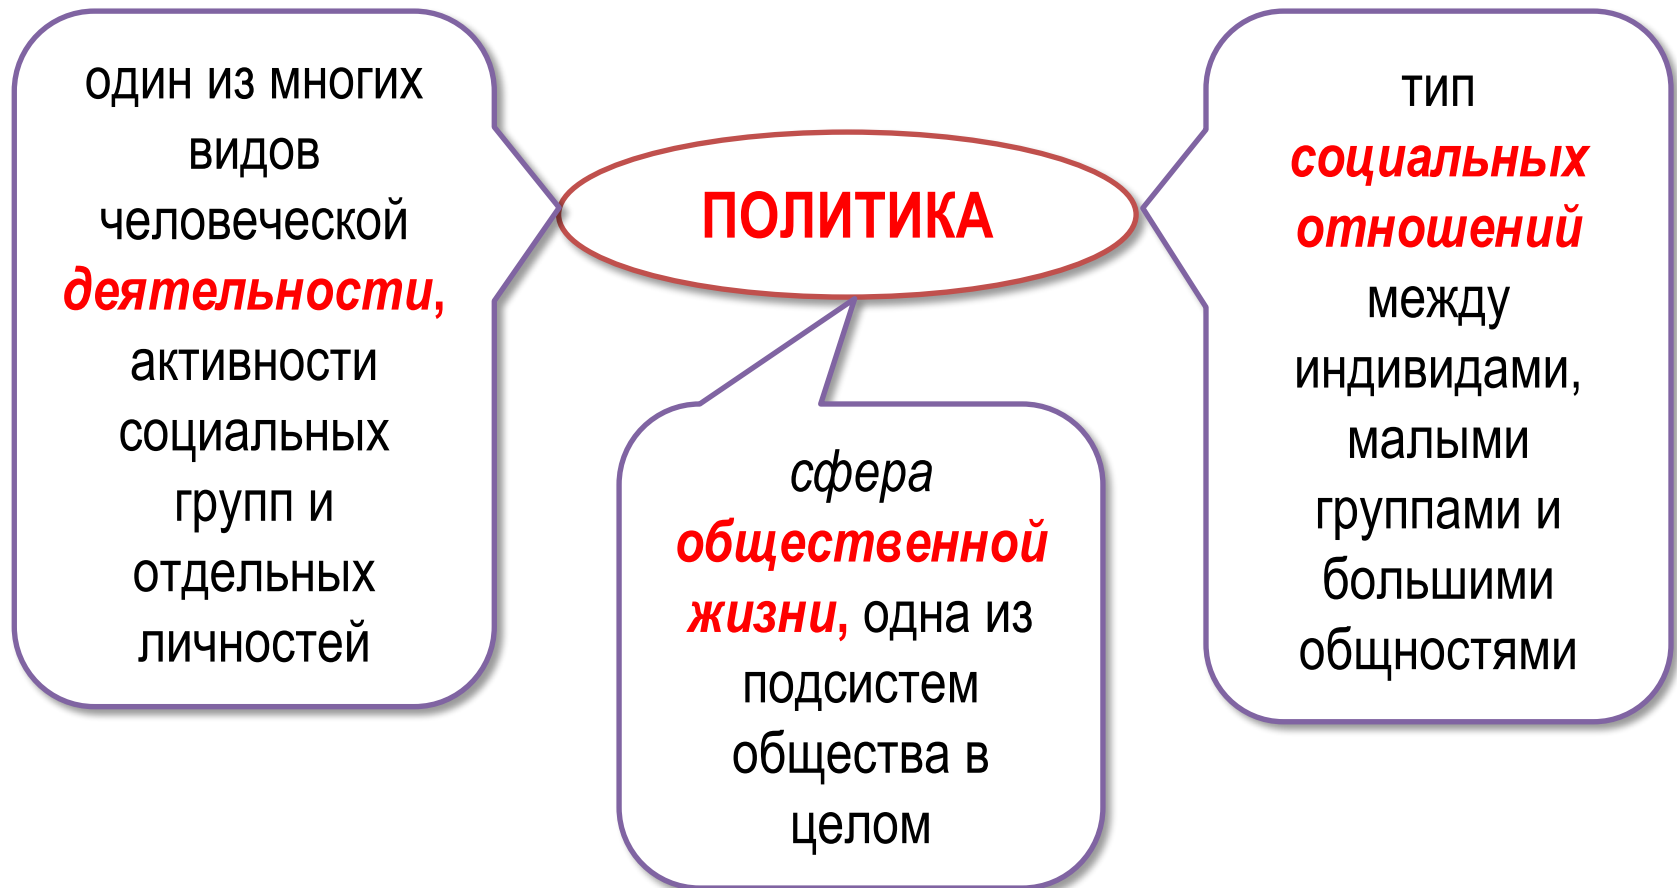 один из многих
видов
человеческой
деятельности,
активности
социальных
групп и
отдельных
личностей
ПОЛИТИКА
сфера
общественной
жизни, одна из
подсистем
общества в
целом
тип
социальных
отношений
между
индивидами,
малыми
группами и
большими
общностями